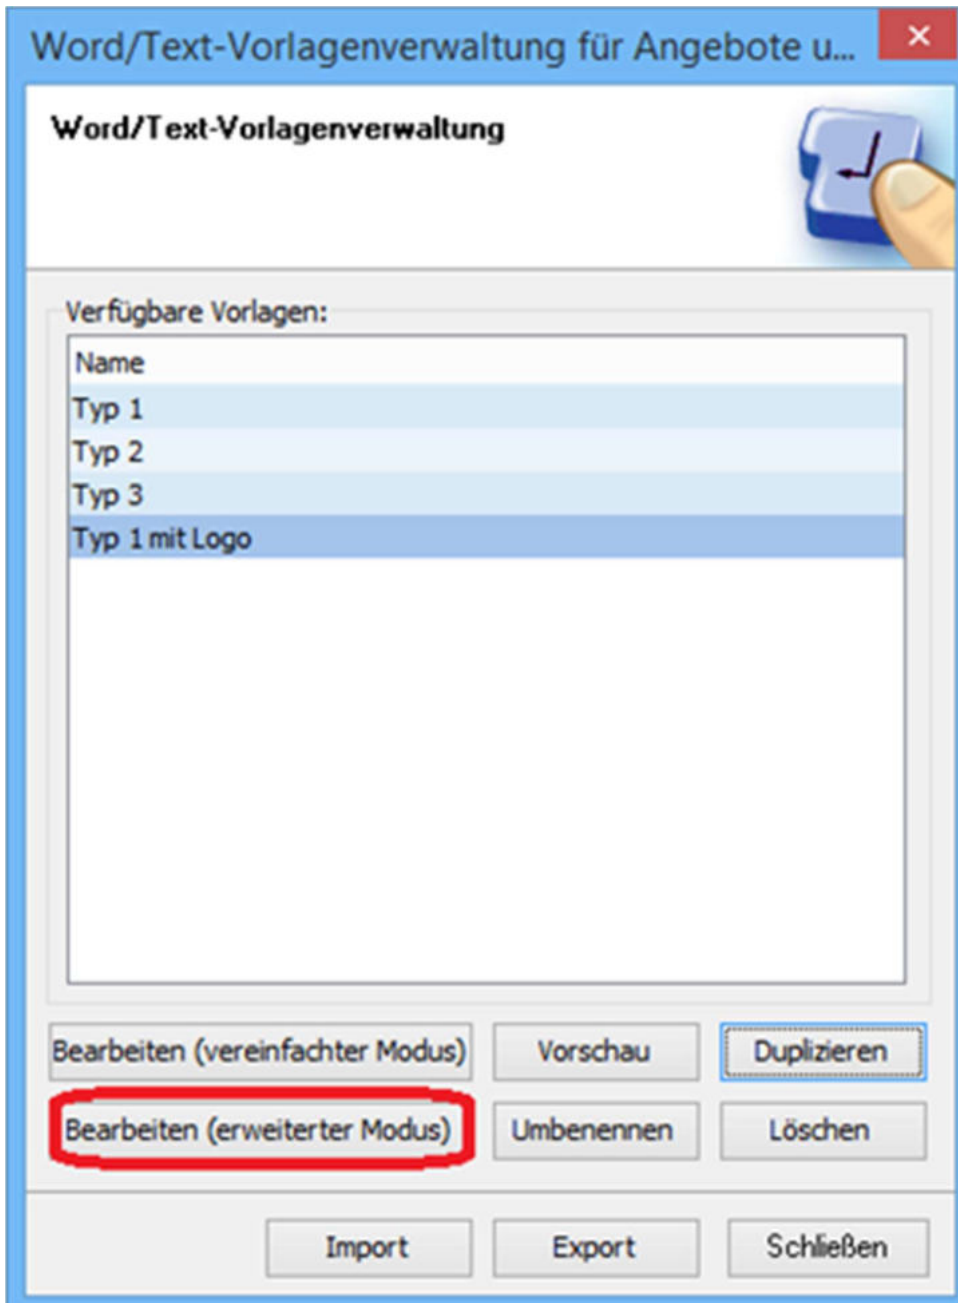 Word/Text-Vorlagenverwaltung für Angebote u...
Word/Text-Vorlagenverwaltung
Verfügbare Vorlagen:
Name
Typ 1
Typ 2
Typ 3
Typ 1 mit Logo
Bearbeiten (vereinfachter Modus) Vorschau Duplizieren
Bearbeiten (erweiterter Modus) Umbenennen Löschen
Import Export Schließen